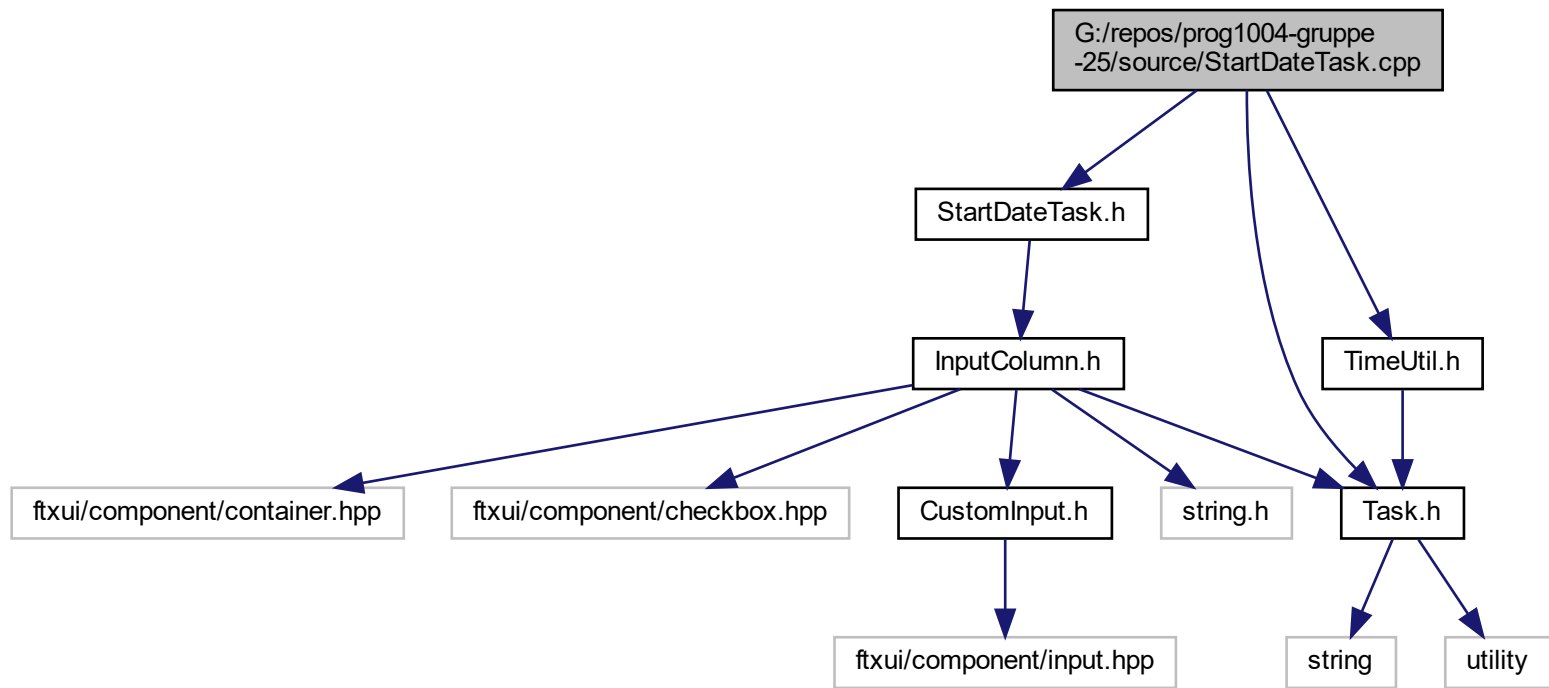 G:/repos/prog1004-gruppe
-25/source/StartDateTask.cpp
StartDateTask.h
InputColumn.h
TimeUtil.h
ftxui/component/container.hpp
ftxui/component/checkbox.hpp
CustomInput.h
string.h
Task.h
ftxui/component/input.hpp
string
utility